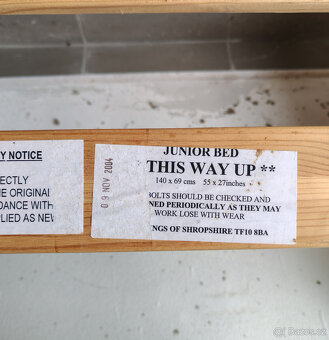 Y NOTICE
ECTLY
E ORIGINAL
DANCE WITH
PLIED AS NEW
09 NOV 2004
JUNIOR BED
THIS WAY UP **
140 x 69 cms 55 x 27inches
BOLTS SHOULD BE CHECKED AND
NED PERIODICALLY AS THEY MAY
WORK LOSE WITH WEAR
NGS OF SHROPSHIRE TF10 8BA
sbazar.cz